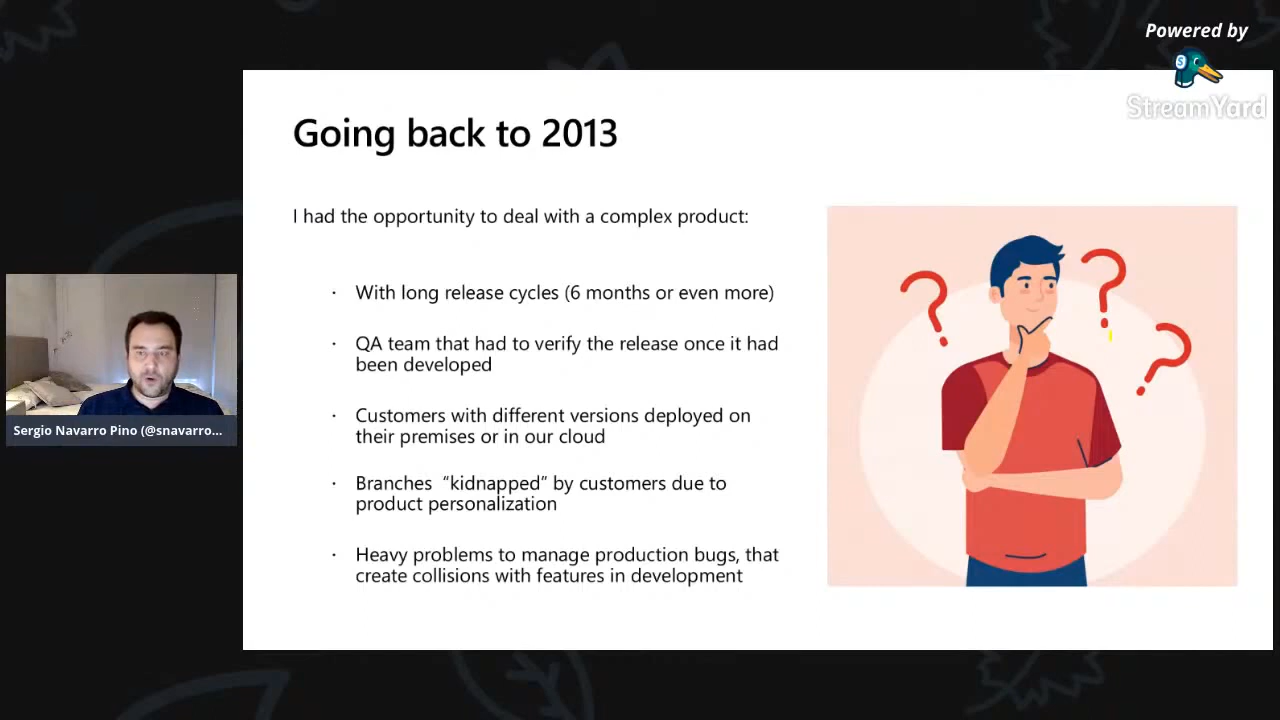 Powered by
StreamYard
Going back to 2013
I had the opportunity to deal with a complex product:
· With long release cycles (6 months or even more)
· QA team that had to verify the release once it had
been developed
· Customers with different versions deployed on
their premises or in our cloud
· Branches “kidnapped” by customers due to
product personalization
· Heavy problems to manage production bugs, that
create collisions with features in development
Sergio Navarro Pino (@snavarro...